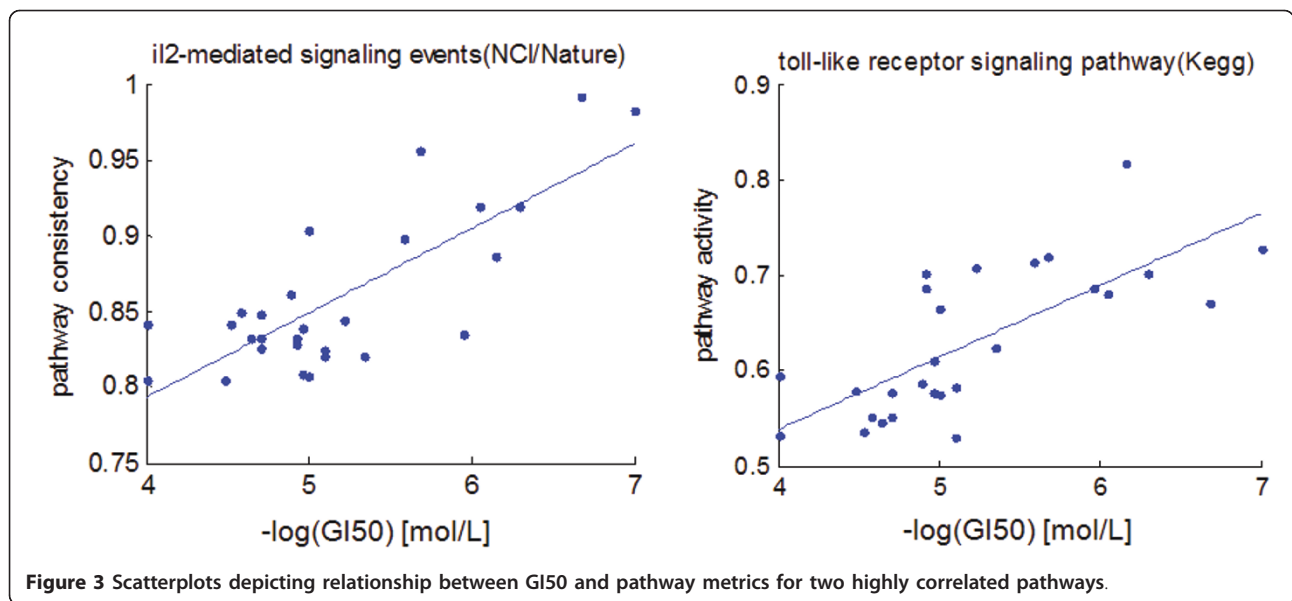 il2-mediated signaling events(NCI/Nature)
1
0.95
0.9
0.85
0.8
0.75
pathway consistency
4 5 6 7
-log(GI50) [mol/L]
toll-like receptor signaling pathway(Kegg)
0.9
0.8
0.7
0.6
0.5
pathway activity
4 5 6 7
-log(GI50) [mol/L]
Figure 3 Scatterplots depicting relationship between GI50 and pathway metrics for two highly correlated pathways.